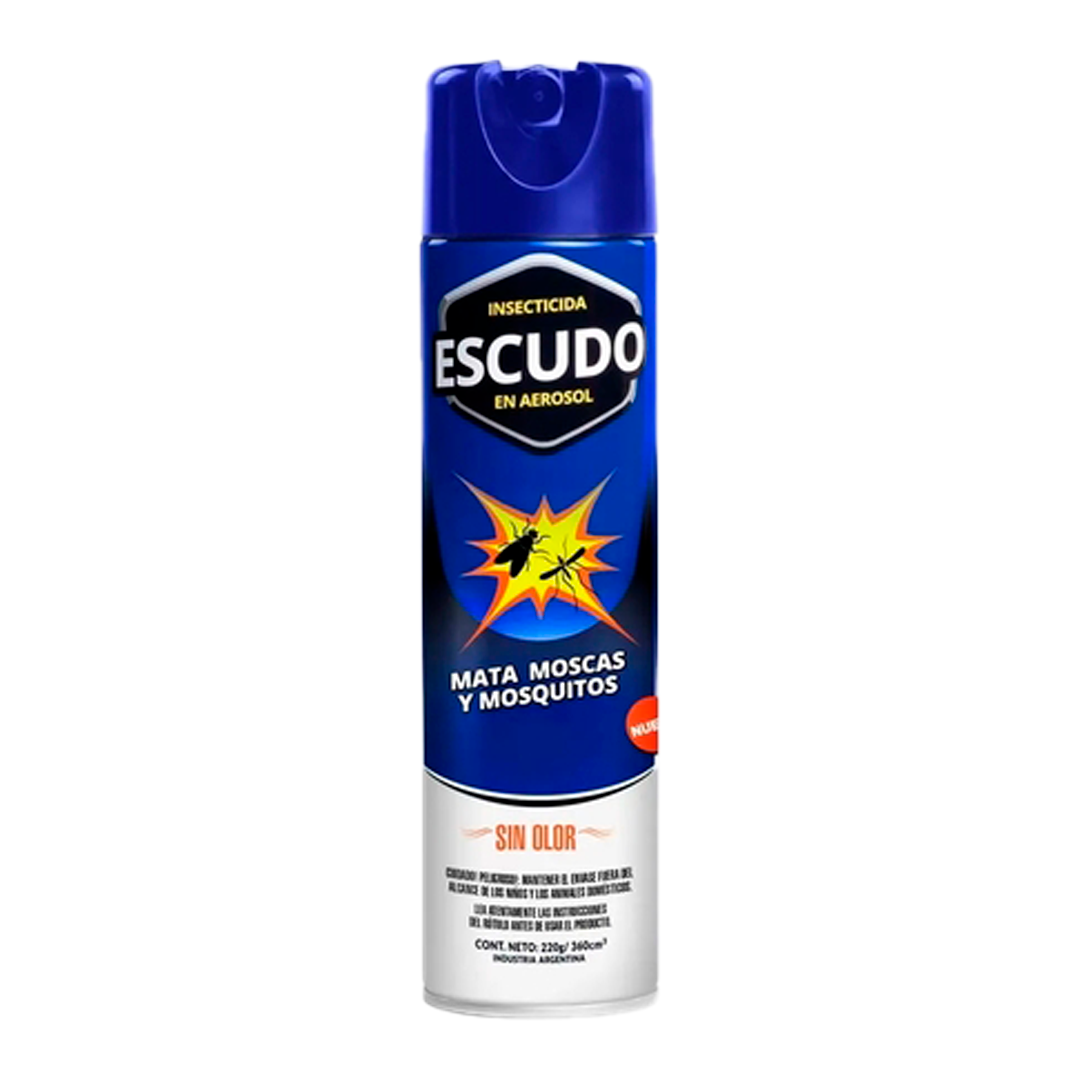 INSECTICIDA
ESCUDO
EN AEROSOL
MATA MOSCAS
Y MOSQUITOS
SIN OLOR
CUIDADO! PELIGROSO!: MANTENER EL ENVASE FUERA DEL
ALCANCE DE LOS NIÑOS Y LOS ANIMALES DOMÉSTICOS.
LEA ATENTAMENTE LAS INSTRUCCIONES
DEL RÓTULO ANTES DE USAR EL PRODUCTO.
CONT. NETO: 220g/ 360cm³
INDUSTRIA ARGENTINA